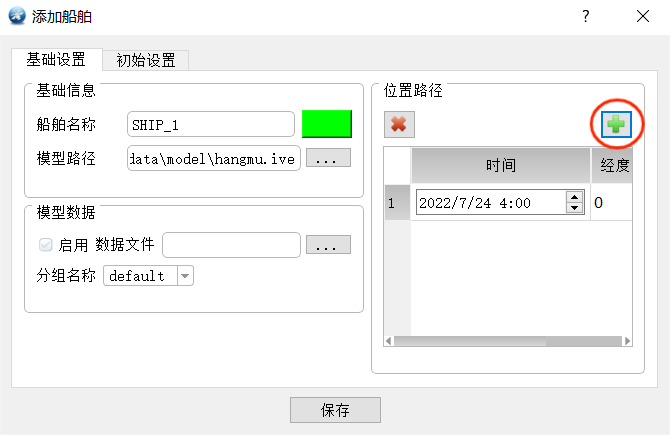 添加船舶
? 
基础设置 初始设置
基础信息
船舶名称 SHIP_1
模型路径 data\model\hangmu.ive ...
模型数据
启用 数据文件 ...
分组名称 default
位置路径
时间 经度
1 2022/7/24 4:00 0
保存